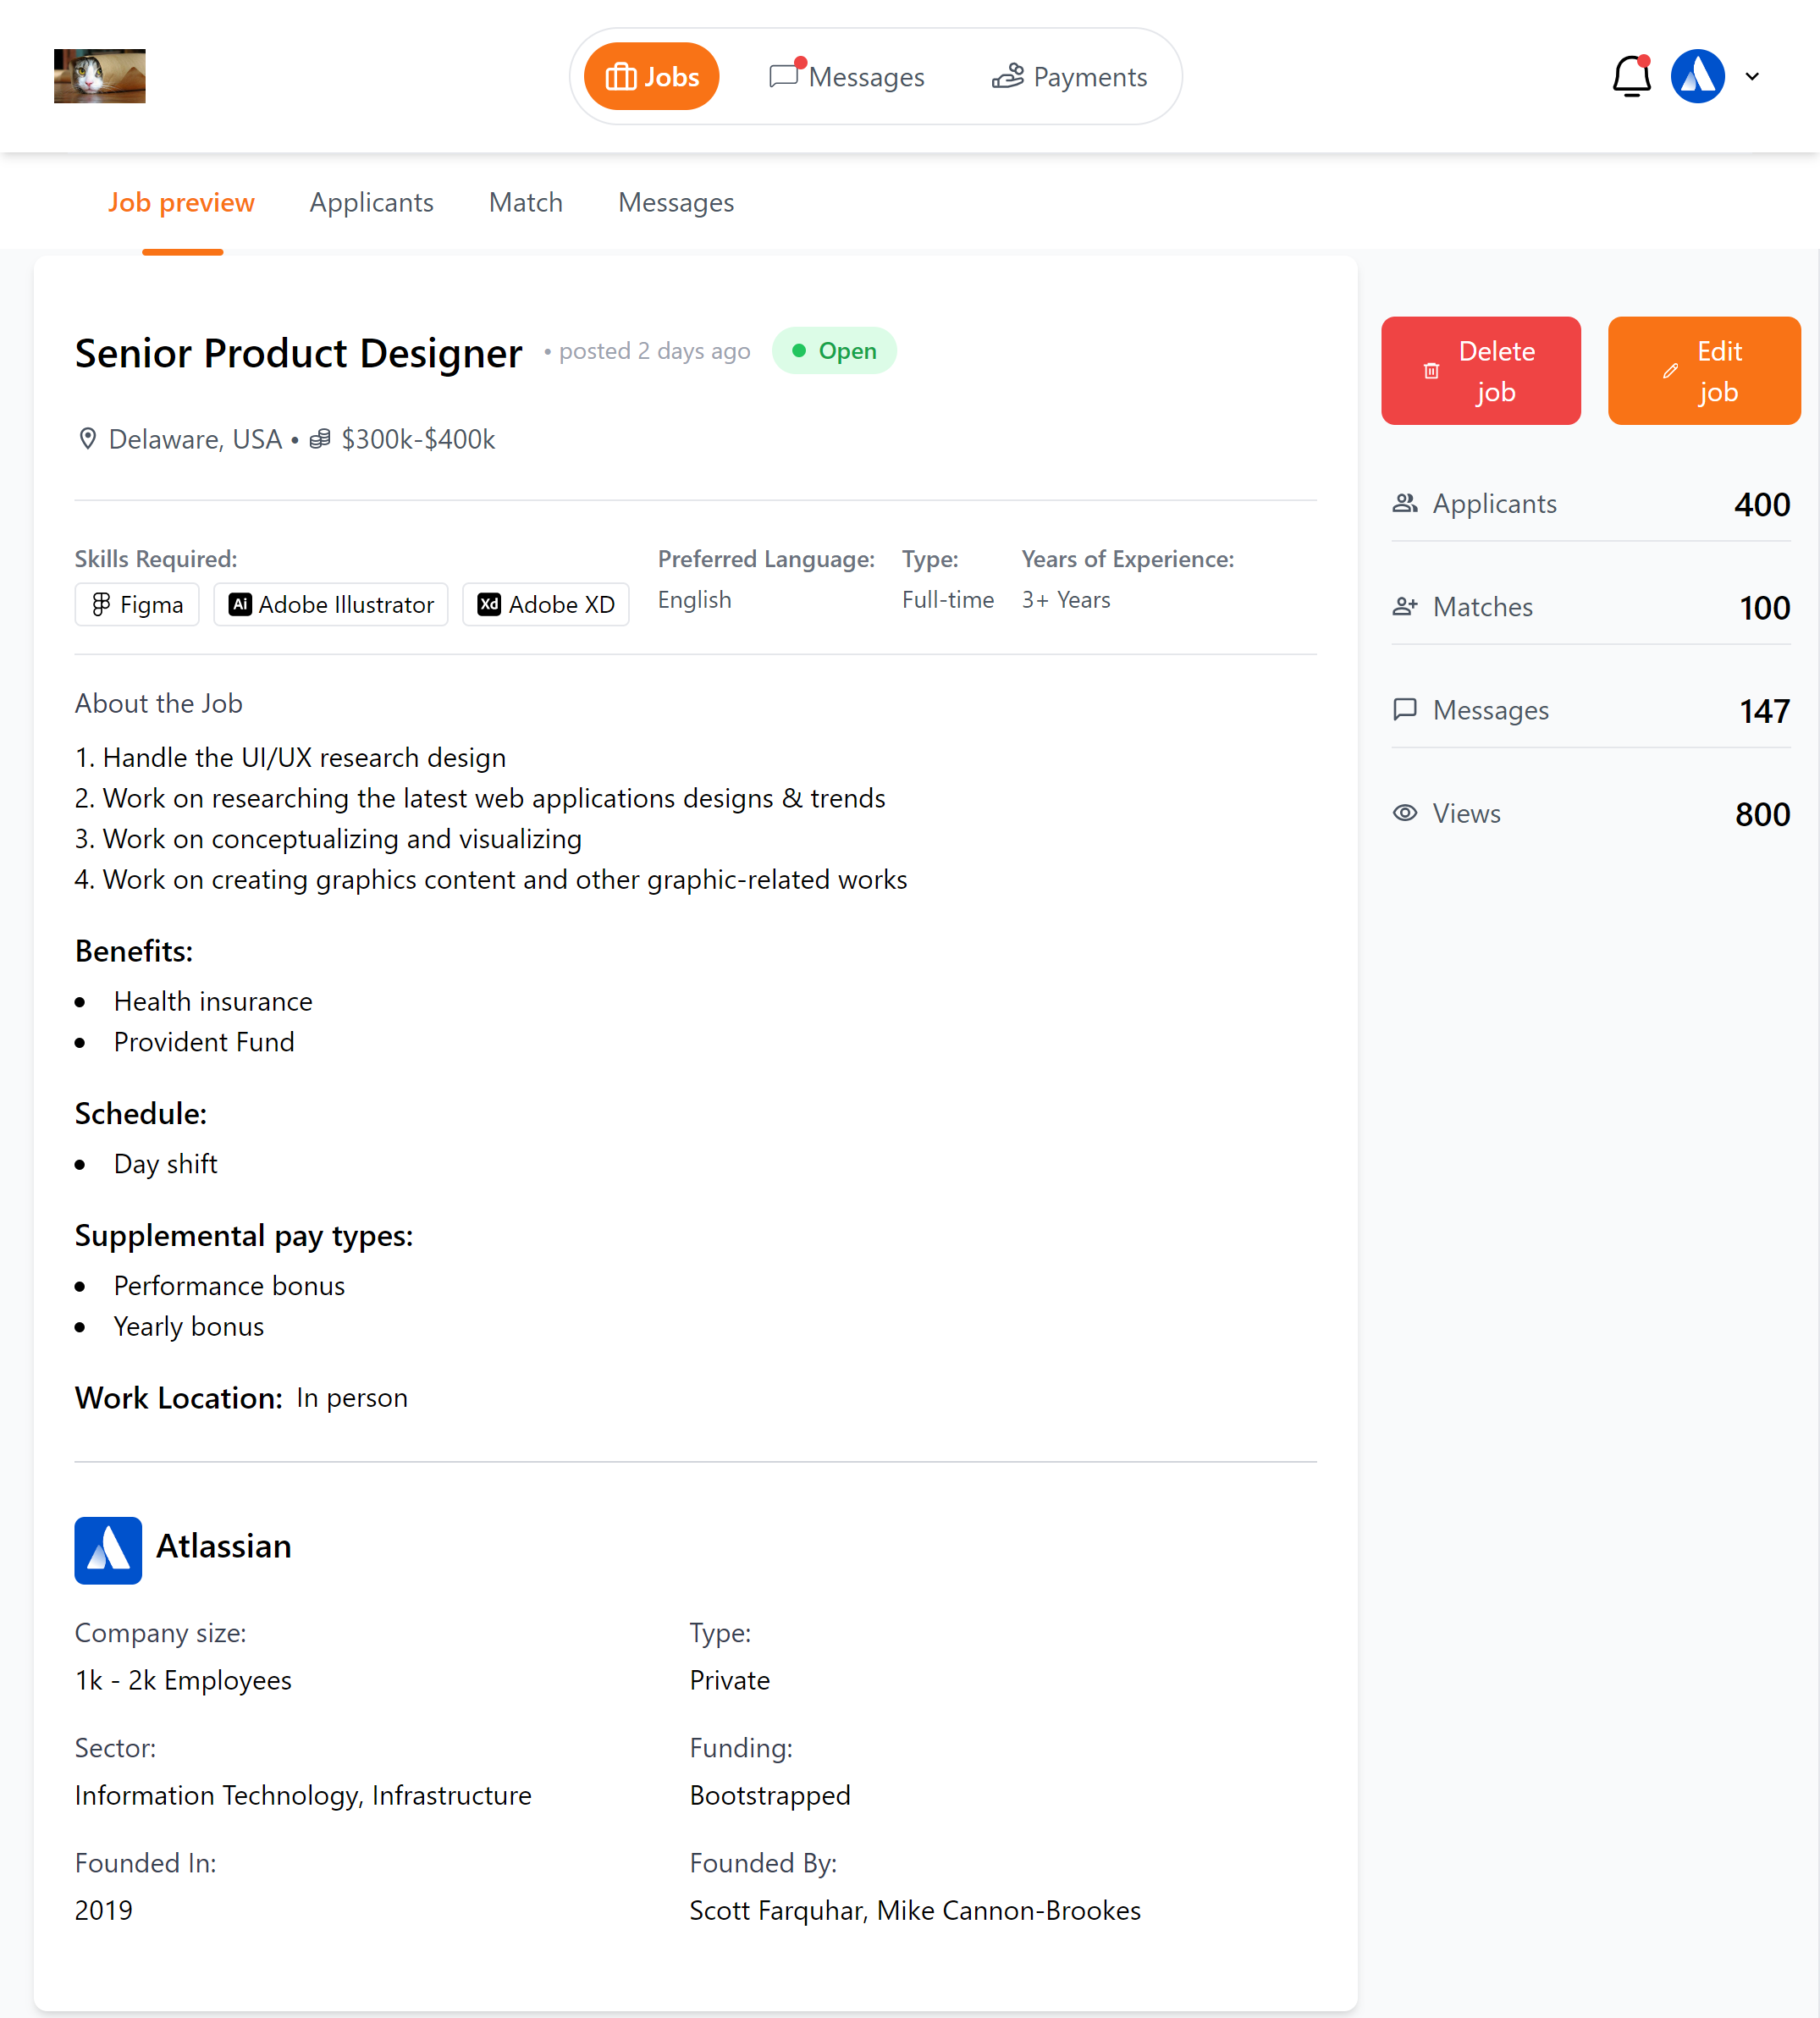 Jobs Messages Payments
Job preview Applicants Match Messages
Senior Product Designer • posted 2 days ago Open
Delaware, USA • $300k-$400k
Skills Required:
Figma Ai Adobe Illustrator Xd Adobe XD
Preferred Language:
English
Type:
Full-time
Years of Experience:
3+ Years
About the Job
1. Handle the UI/UX research design
2. Work on researching the latest web applications designs & trends
3. Work on conceptualizing and visualizing
4. Work on creating graphics content and other graphic-related works
Benefits:
• Health insurance
• Provident Fund
Schedule:
• Day shift
Supplemental pay types:
• Performance bonus
• Yearly bonus
Work Location: In person
Atlassian
Company size:
1k - 2k Employees
Type:
Private
Sector:
Information Technology, Infrastructure
Funding:
Bootstrapped
Founded In:
2019
Founded By:
Scott Farquhar, Mike Cannon-Brookes
Delete
job
Edit
job
Applicants 400
Matches 100
Messages 147
Views 800